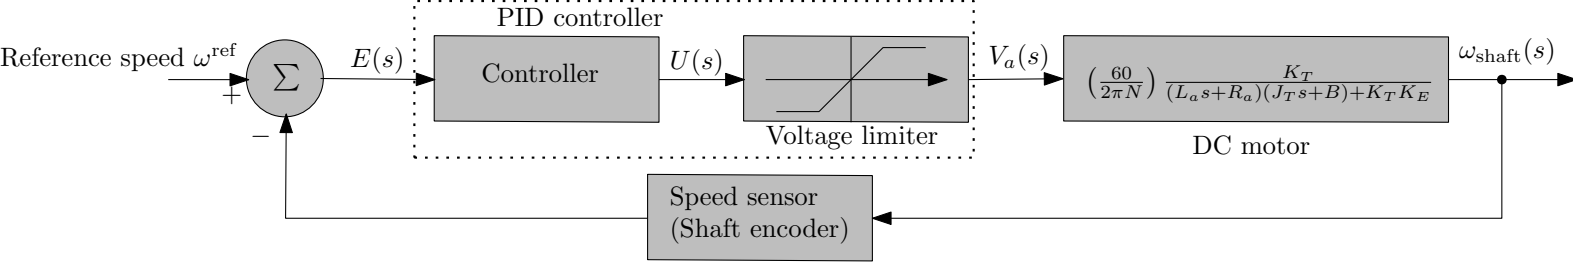 PID controller
Reference speed ω^ref
E(s)
Controller
U(s)
V_a(s)
(60/2πN) K_T/((L_a s+R_a)(J_T s+B)+K_T K_E)
ω_shaft(s)
∑
+
−
Voltage limiter
DC motor
Speed sensor
(Shaft encoder)